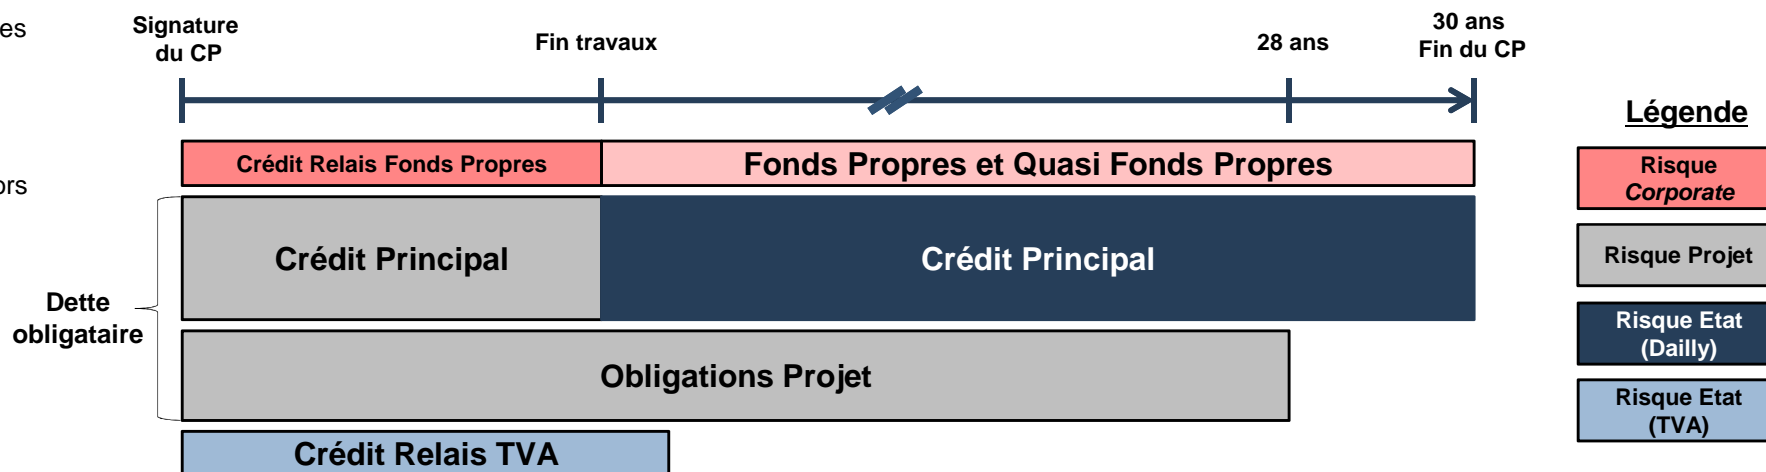 es
ors
Signature
du CP
Fin travaux
28 ans
30 ans
Fin du CP
Crédit Relais Fonds Propres
Fonds Propres et Quasi Fonds Propres
Crédit Principal
Crédit Principal
Dette
obligataire
Obligations Projet
Crédit Relais TVA
Légende
Risque
Corporate
Risque Projet
Risque Etat
(Dailly)
Risque Etat
(TVA)